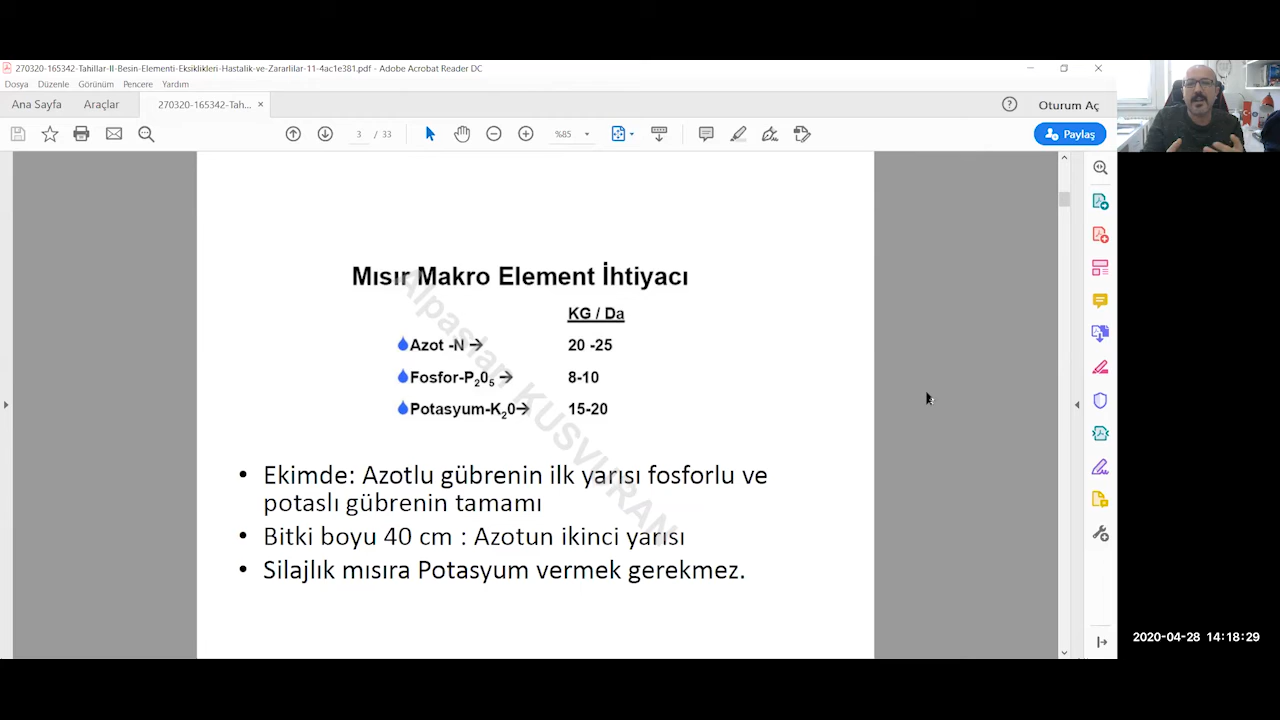 270320-165342-Tahillar-II-Besin-Elementi-Eksiklikleri-Hastalik-ve-Zararlilar-11-4ac1e381.pdf - Adobe Acrobat Reader DC
Dosya Düzenle Görünüm Pencere Yardım
Ana Sayfa Araçlar 270320-165342-Tah... × Oturum Aç
3 / 33 %85 Paylaş
Mısır Makro Element İhtiyacı
KG / Da
Azot -N → 20 -25
Fosfor-P₂0₅ → 8-10
Potasyum-K₂0→ 15-20
Alpaslan KUSVURAN
• Ekimde: Azotlu gübrenin ilk yarısı fosforlu ve
potaslı gübrenin tamamı
• Bitki boyu 40 cm : Azotun ikinci yarısı
• Silajlık mısıra Potasyum vermek gerekmez.
2020-04-28 14:18:29